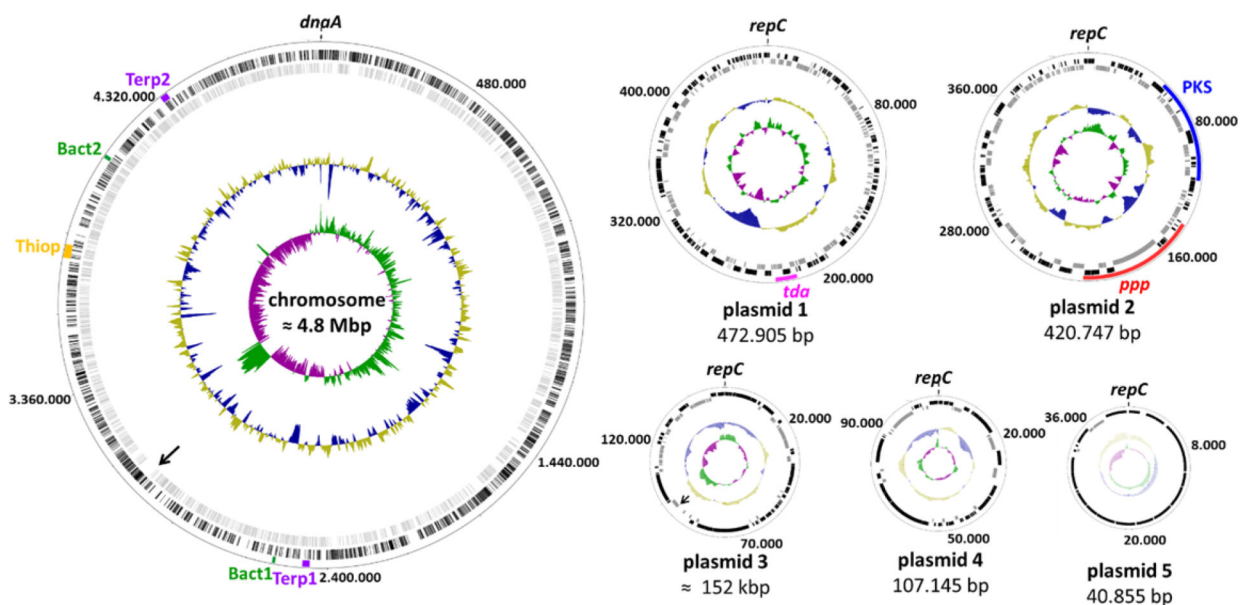 dnaA
480.000
1.440.000
2.400.000
Terp1
Bact1
3.360.000
Thiop
Bact2
4.320.000
Terp2
chromosome
≈ 4.8 Mbp
repC
80.000
200.000
tda
320.000
400.000
plasmid 1
472.905 bp
repC
PKS
80.000
160.000
ppp
280.000
360.000
plasmid 2
420.747 bp
repC
20.000
70.000
120.000
plasmid 3
≈ 152 kbp
repC
20.000
50.000
90.000
plasmid 4
107.145 bp
repC
8.000
20.000
36.000
plasmid 5
40.855 bp